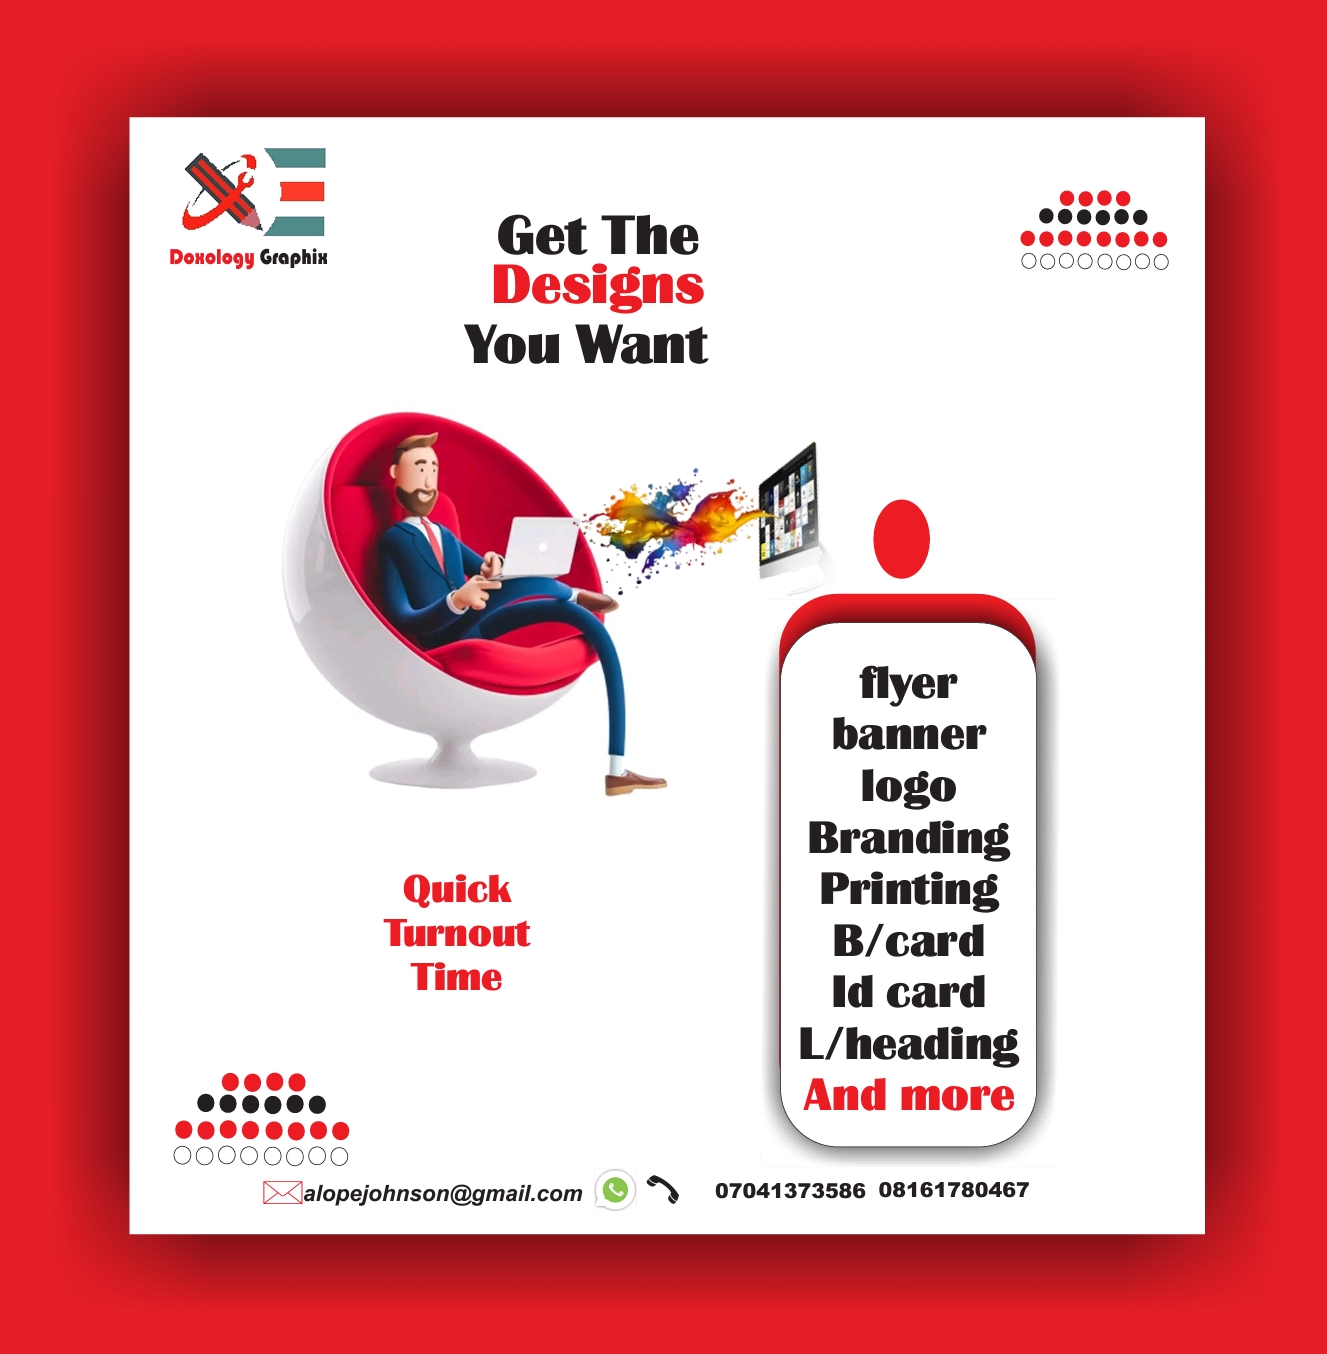 Doxology Graphix
Get The
Designs
You Want
flyer
banner
logo
Branding
Printing
B/card
Id card
L/heading
And more
Quick
Turnout
Time
alopejohnson@gmail.com
07041373586 08161780467